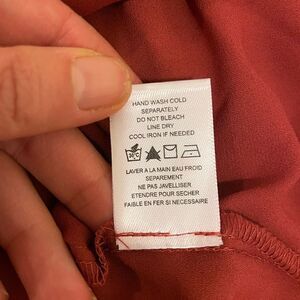 HAND WASH COLD
SEPARATELY
DO NOT BLEACH
LINE DRY
COOL IRON IF NEEDED
30°C
LAVER A LA MAIN EAU FROID
SEPAREMENT
NE PAS JAVELLISER
ETENDRE POUR SECHER
FAIBLE EN FER SI NECESSAIRE